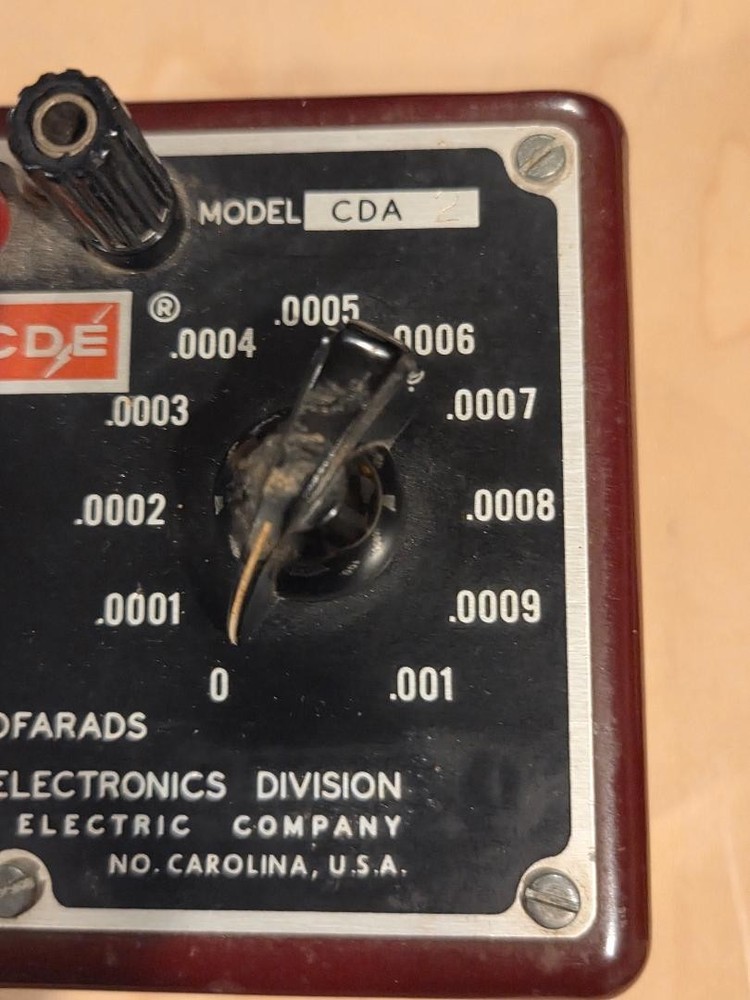 MODEL CDA 2
CDE ®
.0005
.0004
.0006
.0003
.0007
.0002
.0008
.0001
.0009
0
.001
OFARADS
ELECTRONICS DIVISION
ELECTRIC COMPANY
NO. CAROLINA, U.S.A.